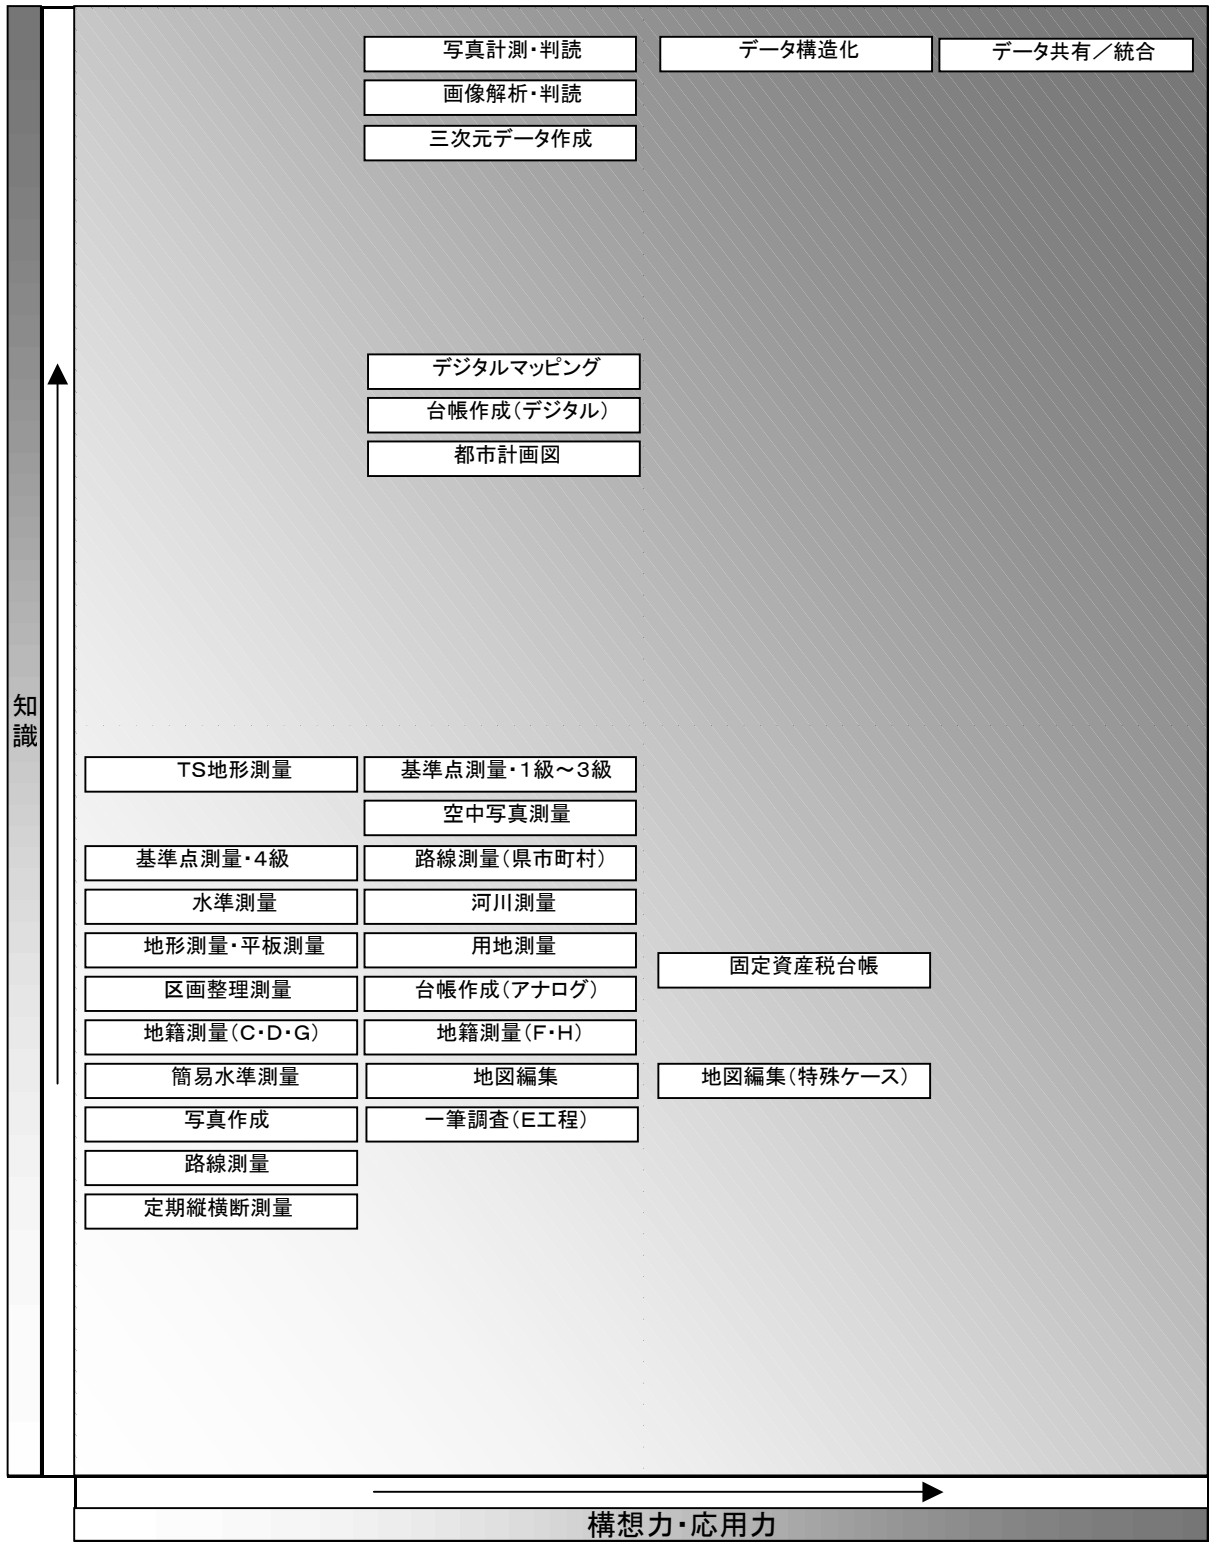 写真計測・判読
データ構造化
データ共有／統合
画像解析・判読
三次元データ作成
デジタルマッピング
台帳作成（デジタル）
都市計画図
知
識
ＴＳ地形測量
基準点測量・１級～３級
空中写真測量
基準点測量・４級
路線測量（県市町村）
水準測量
河川測量
地形測量・平板測量
用地測量
固定資産税台帳
区画整理測量
台帳作成（アナログ）
地籍測量（Ｃ・Ｄ・Ｇ）
地籍測量（Ｆ・Ｈ）
簡易水準測量
地図編集
地図編集（特殊ケース）
写真作成
一筆調査（Ｅ工程）
路線測量
定期縦横断測量
構想力・応用力